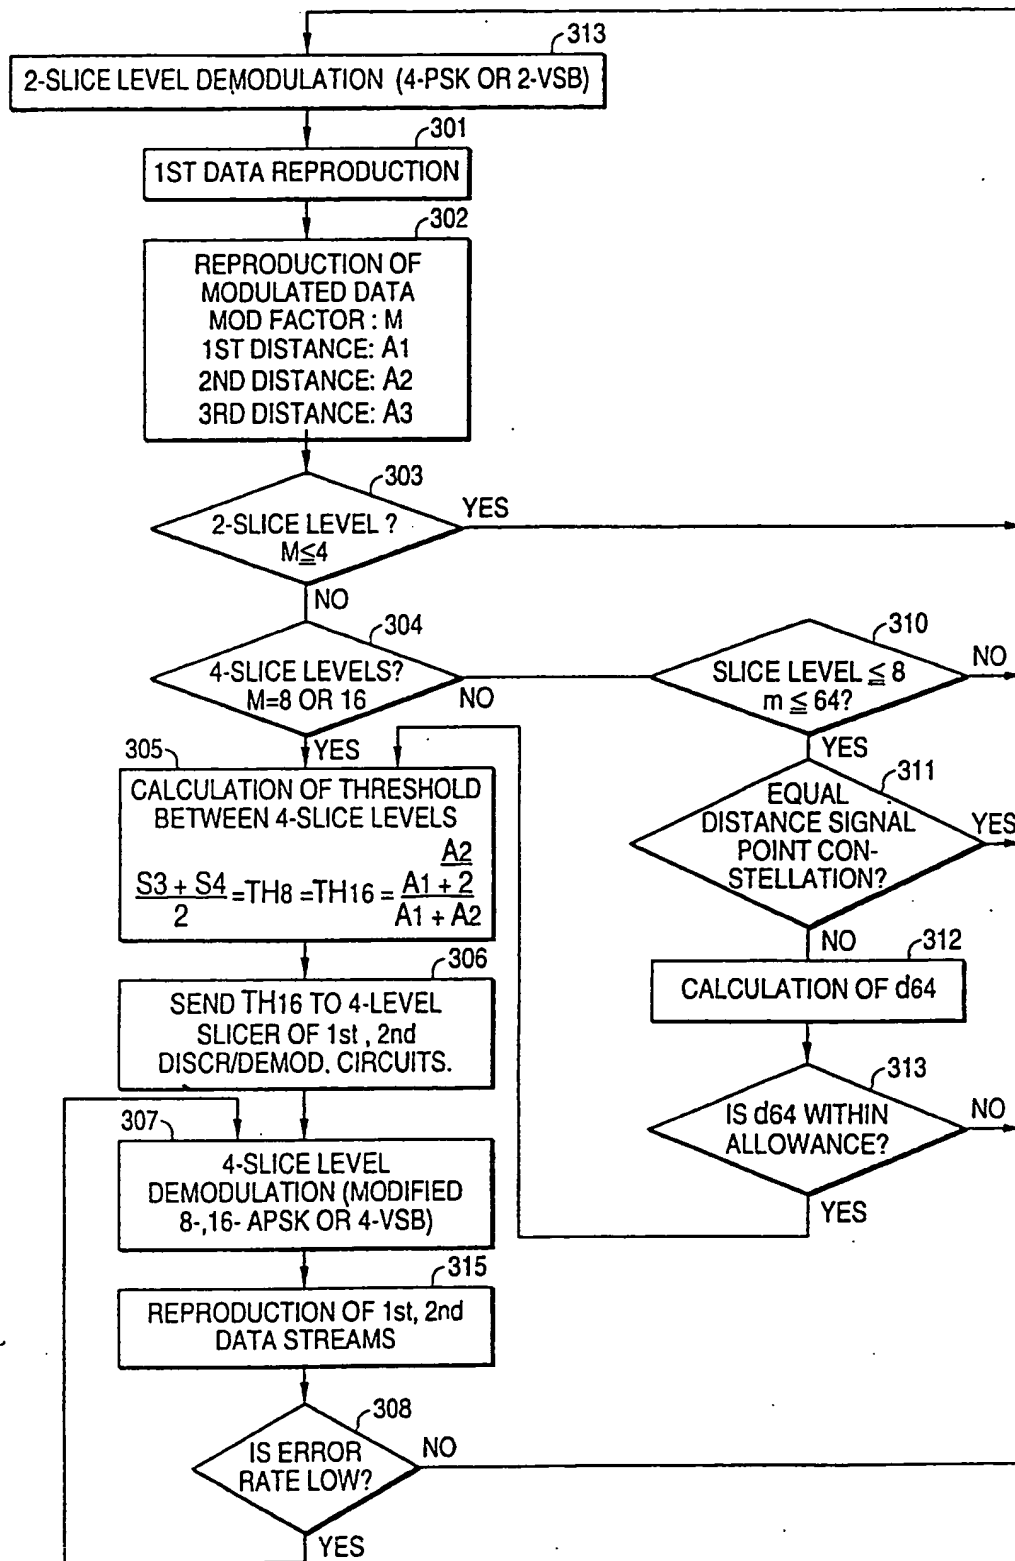 313
2-SLICE LEVEL DEMODULATION (4-PSK OR 2-VSB)
301
1ST DATA REPRODUCTION
302
REPRODUCTION OF
MODULATED DATA
MOD FACTOR : M
1ST DISTANCE: A1
2ND DISTANCE: A2
3RD DISTANCE: A3
303
2-SLICE LEVEL ?
M≦4
YES
NO
304
4-SLICE LEVELS?
M=8 OR 16
NO
YES
310
SLICE LEVEL ≦ 8
m ≦ 64?
NO
YES
305
CALCULATION OF THRESHOLD
BETWEEN 4-SLICE LEVELS
A2
S3 + S4 =TH8 =TH16 = A1 + 2
2 A1 + A2
311
EQUAL
DISTANCE SIGNAL
POINT CON-
STELLATION?
YES
NO
312
CALCULATION OF d64
306
SEND TH16 TO 4-LEVEL
SLICER OF 1st , 2nd
DISCR/DEMOD. CIRCUITS.
313
IS d64 WITHIN
ALLOWANCE?
NO
YES
307
4-SLICE LEVEL
DEMODULATION (MODIFIED
8-,16- APSK OR 4-VSB)
315
REPRODUCTION OF 1st, 2nd
DATA STREAMS
308
IS ERROR
RATE LOW?
NO
YES